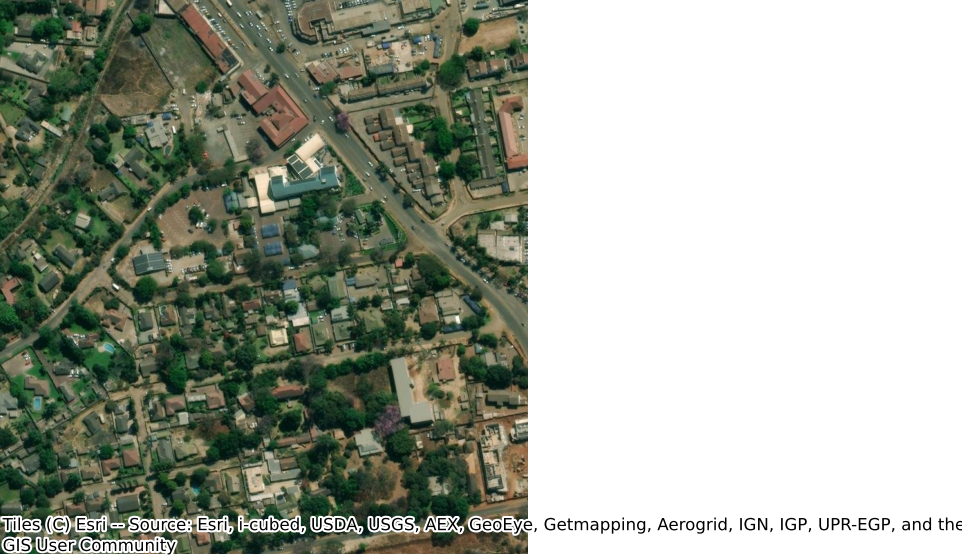 Tiles (C) Esri -- Source: Esri, i-cubed, USDA, USGS, AEX, GeoEye, Getmapping, Aerogrid, IGN, IGP, UPR-EGP, and the
GIS User Community